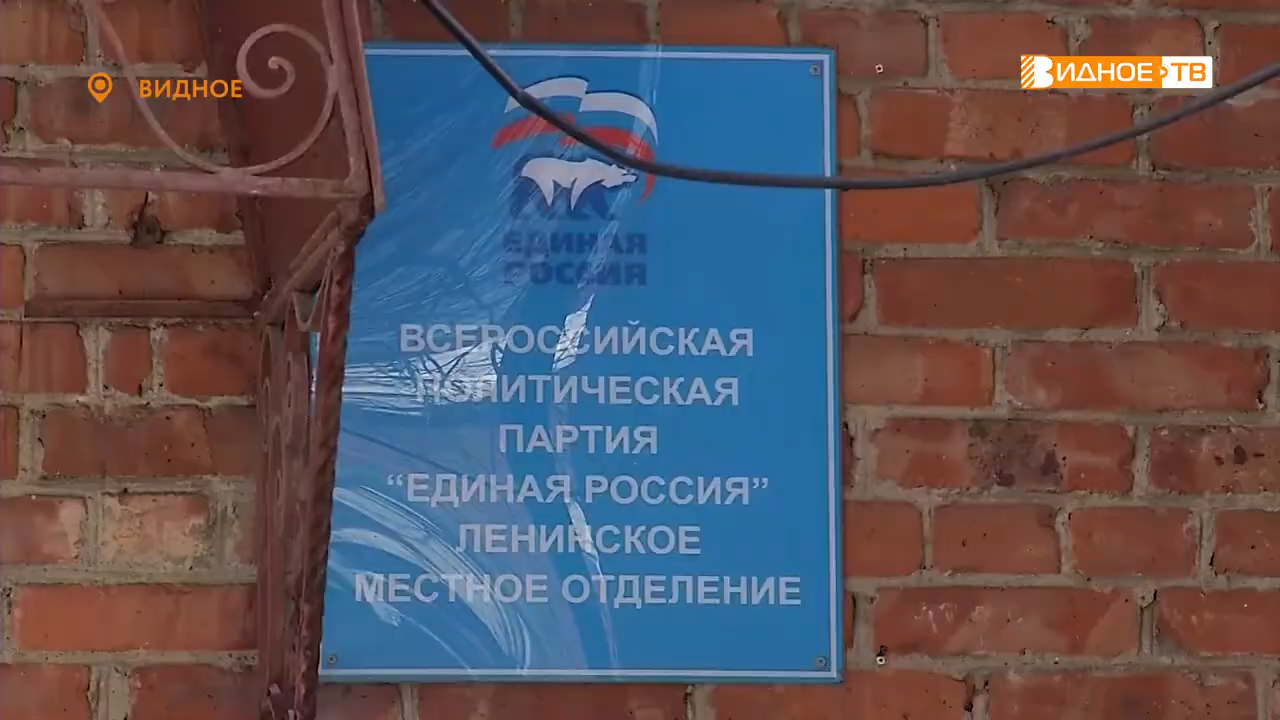 ВИДНОЕ
ВИДНОЕ ТВ
ЕДИНАЯ
РОССИЯ
ВСЕРОССИЙСКАЯ
ПОЛИТИЧЕСКАЯ
ПАРТИЯ
“ЕДИНАЯ РОССИЯ”
ЛЕНИНСКОЕ
МЕСТНОЕ ОТДЕЛЕНИЕ